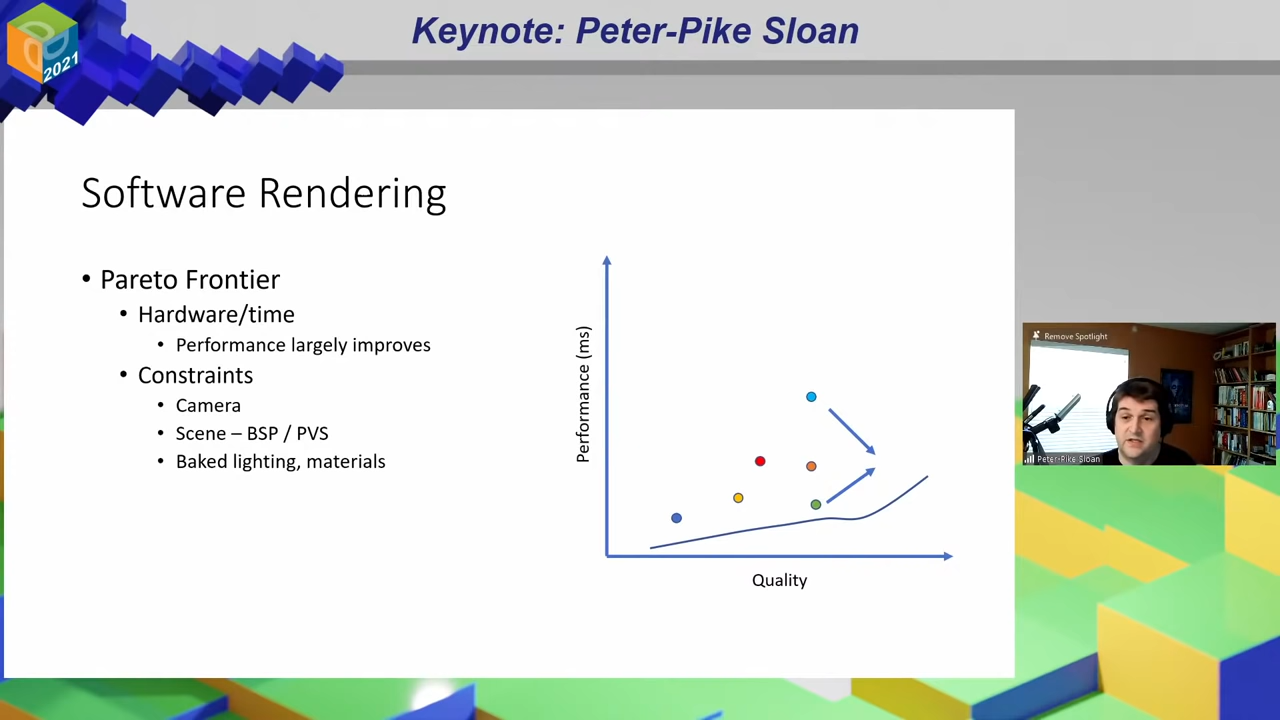 Keynote: Peter-Pike Sloan
2021
Software Rendering
• Pareto Frontier
• Hardware/time
• Performance largely improves
• Constraints
• Camera
• Scene – BSP / PVS
• Baked lighting, materials
Performance (ms)
Quality
Remove Spotlight
Peter-Pike Sloan